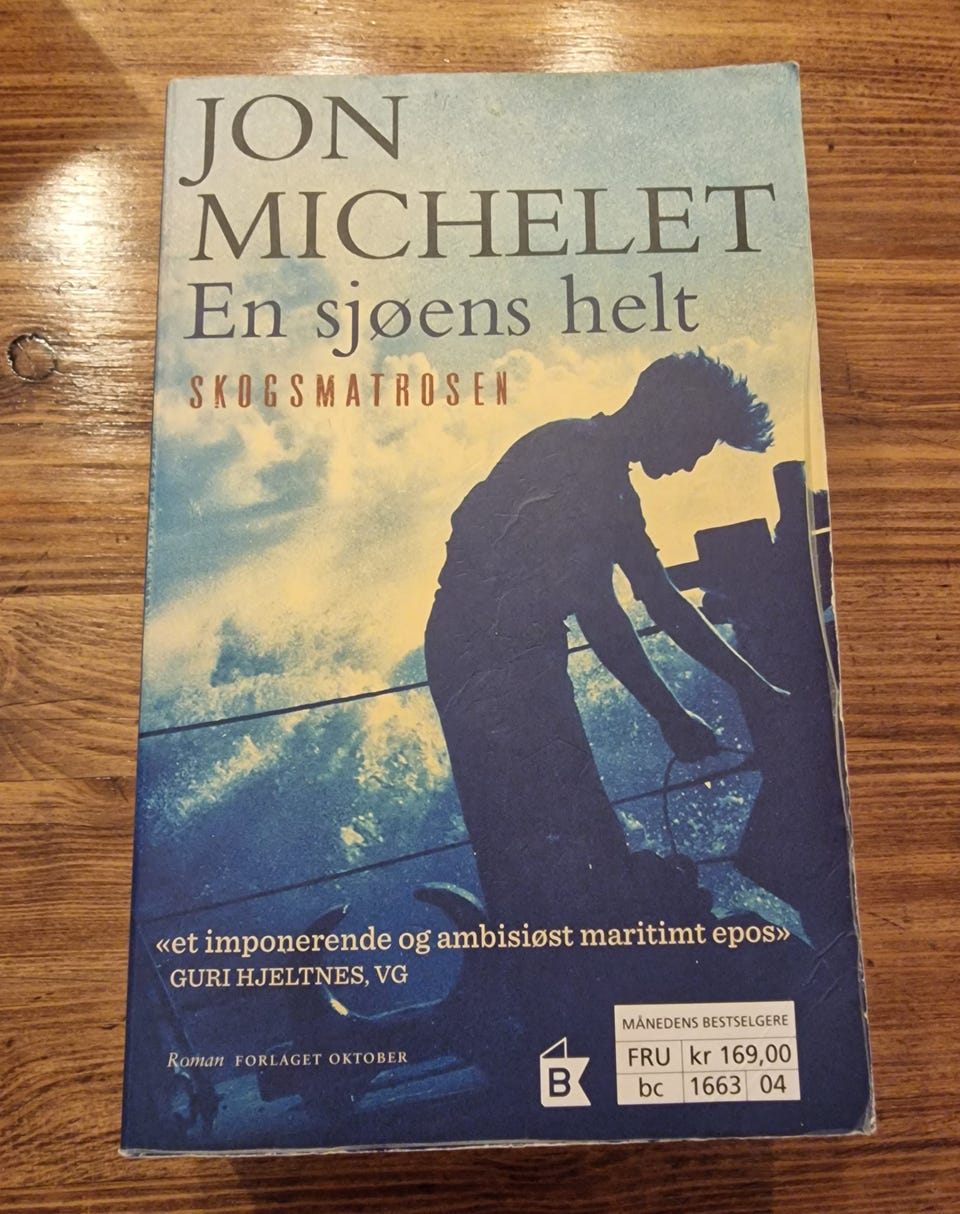 JON
MICHELET
En sjøens helt
SKOGSMATROSEN
«et imponerende og ambisiøst maritimt epos»
GURI HJELTNES, VG
Roman FORLAGET OKTOBER
B
MÅNEDENS BESTSELGERE
FRU kr 169,00
bc 1663 04